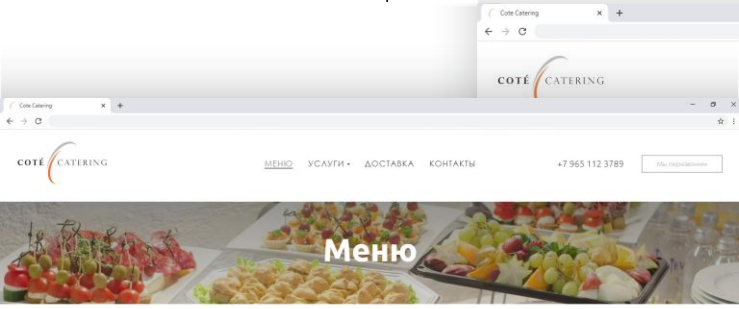 Cote Catering
COTÉ CATERING
Cote Catering
COTÉ CATERING
МЕНЮ УСЛУГИ ДОСТАВКА КОНТАКТЫ +7 965 112 3789 Мы перезвоним
Меню